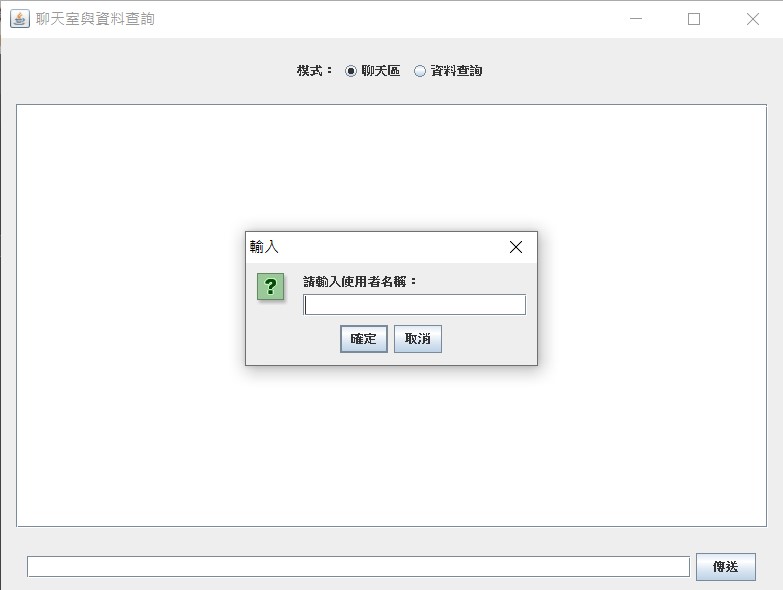 聊天室與資料查詢
模式： 聊天區 資料查詢
輸入
請輸入使用者名稱：
確定 取消
傳送